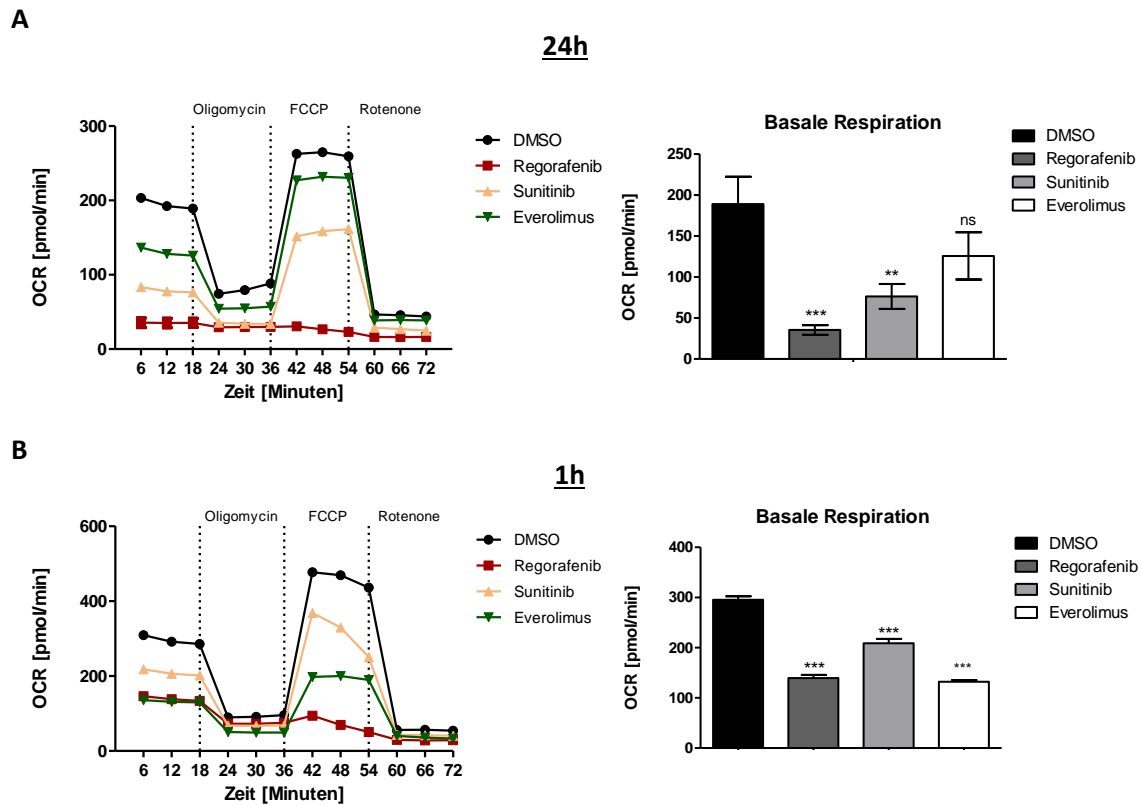 A
24h
Oligomycin FCCP Rotenone
300
200
100
0
OCR [pmol/min]
6 12 18 24 30 36 42 48 54 60 66 72
Zeit [Minuten]
DMSO
Regorafenib
Sunitinib
Everolimus
Basale Respiration
250
200
150
100
50
0
OCR [pmol/min]
***
**
ns
DMSO
Regorafenib
Sunitinib
Everolimus
B
1h
Oligomycin FCCP Rotenone
600
400
200
0
OCR [pmol/min]
6 12 18 24 30 36 42 48 54 60 66 72
Zeit [Minuten]
DMSO
Regorafenib
Sunitinib
Everolimus
Basale Respiration
400
300
200
100
0
OCR [pmol/min]
***
***
***
DMSO
Regorafenib
Sunitinib
Everolimus